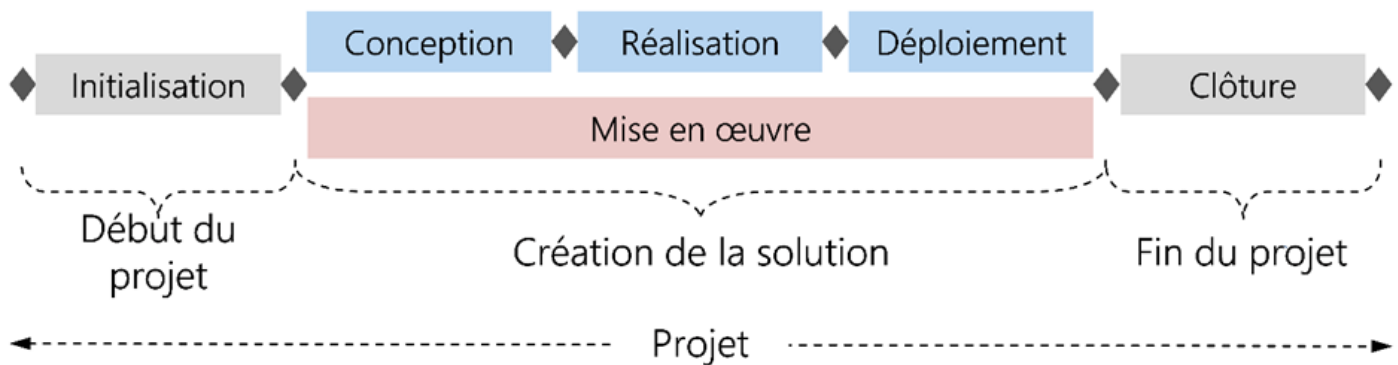 Conception
Réalisation
Déploiement
Initialisation
Clôture
Mise en œuvre
Début du
projet
Création de la solution
Fin du projet
Projet